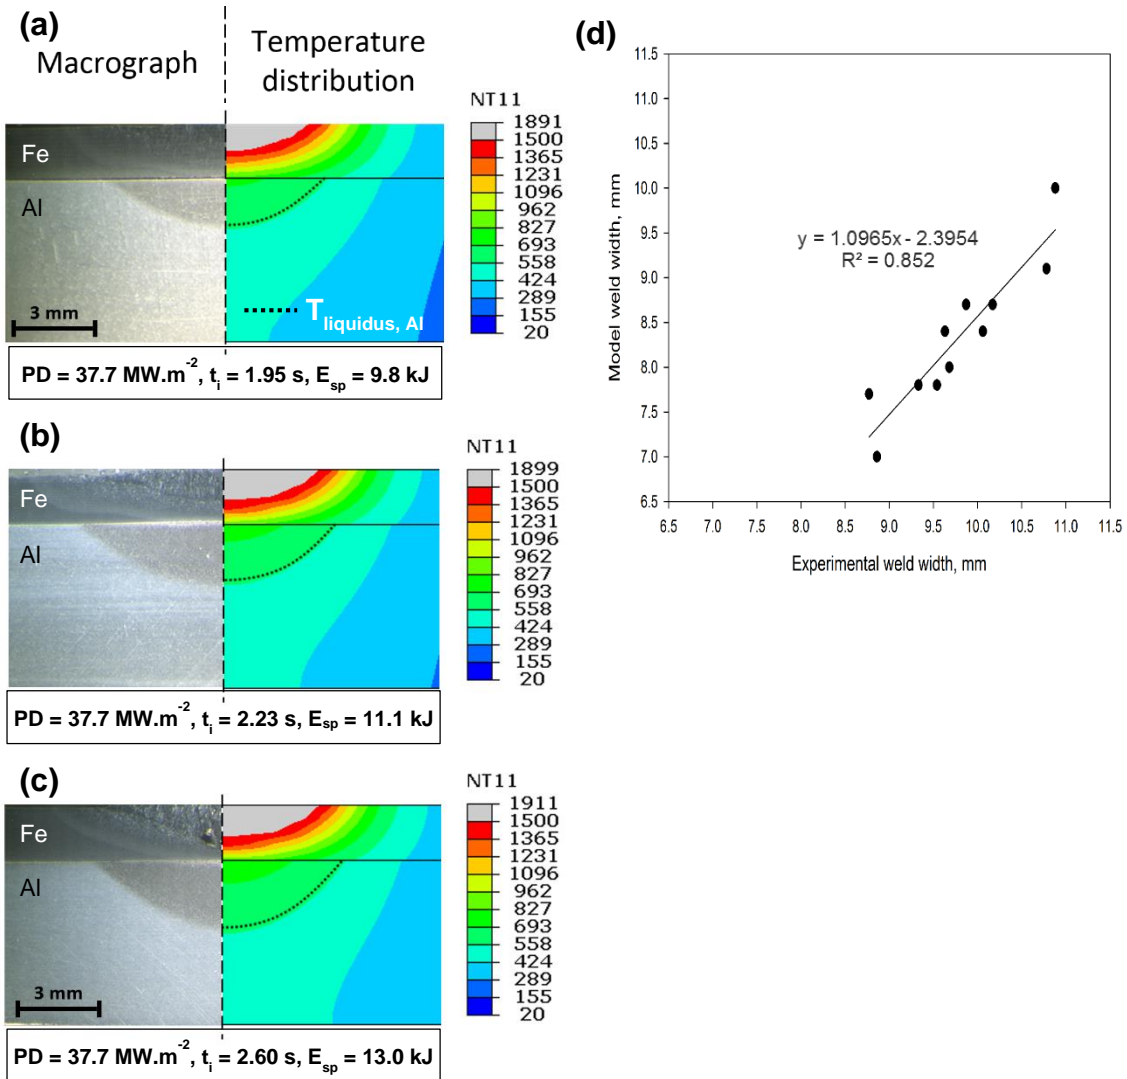 (a)
Macrograph
Temperature
distribution
NT11
1891
1500
1365
1231
1096
962
827
693
558
424
289
155
20
Fe
Al
3 mm
T liquidus, Al
PD = 37.7 MW.m-2, ti = 1.95 s, Esp = 9.8 kJ
(b)
NT11
1899
1500
1365
1231
1096
962
827
693
558
424
289
155
20
Fe
Al
PD = 37.7 MW.m-2, ti = 2.23 s, Esp = 11.1 kJ
(c)
NT11
1911
1500
1365
1231
1096
962
827
693
558
424
289
155
20
Fe
Al
3 mm
PD = 37.7 MW.m-2, ti = 2.60 s, Esp = 13.0 kJ
(d)
11.5
11.0
10.5
10.0
9.5
9.0
8.5
8.0
7.5
7.0
6.5
Model weld width, mm
y = 1.0965x - 2.3954
R² = 0.852
6.5 7.0 7.5 8.0 8.5 9.0 9.5 10.0 10.5 11.0 11.5
Experimental weld width, mm